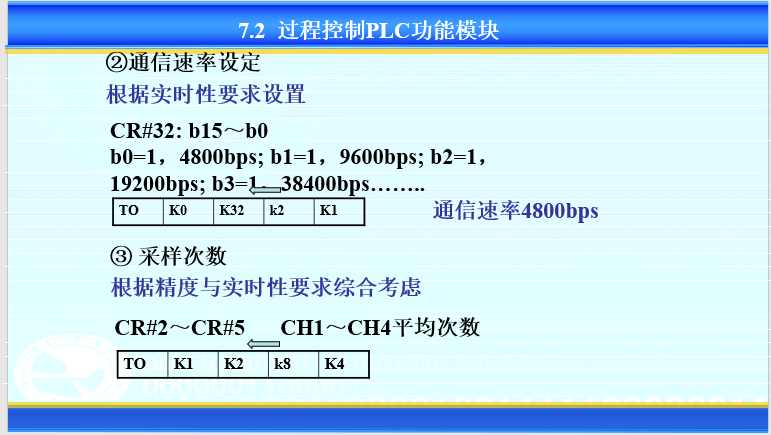 7.2 过程控制PLC功能模块
②通信速率设定
根据实时性要求设置
CR#32: b15～b0
b0=1，4800bps; b1=1，9600bps; b2=1，
19200bps; b3=1，38400bps……..
TO K0 K32 k2 K1
通信速率4800bps
③ 采样次数
根据精度与实时性要求综合考虑
CR#2～CR#5 CH1～CH4平均次数
TO K1 K2 k8 K4